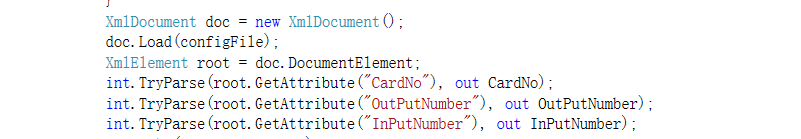 }
XmlDocument doc = new XmlDocument();
doc.Load(configFile);
XmlElement root = doc.DocumentElement;
int.TryParse(root.GetAttribute("CardNo"), out CardNo);
int.TryParse(root.GetAttribute("OutPutNumber"), out OutPutNumber);
int.TryParse(root.GetAttribute("InPutNumber"), out InPutNumber);